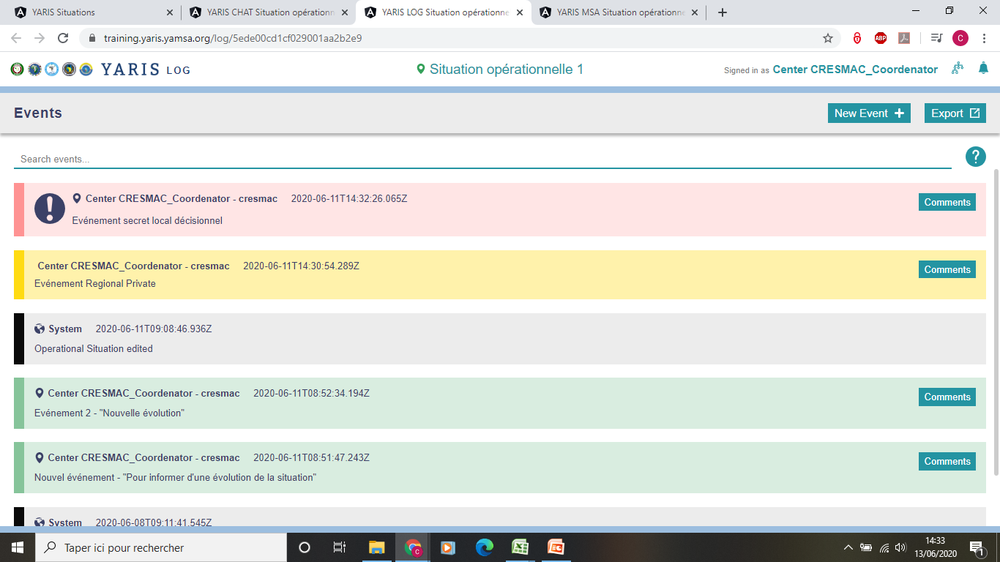 YARIS Situations
YARIS CHAT Situation opérationn
YARIS LOG Situation opérationne
YARIS MSA Situation opérationne
training.yaris.yamsa.org/log/5ede00cd1cf029001aa2b2e9
ABP
C
YARIS LOG
Situation opérationnelle 1
Signed in as Center CRESMAC_Coordenator
Events
New Event +
Export
Search events...
?
Center CRESMAC_Coordenator - cresmac 2020-06-11T14:32:26.065Z
Comments
Evénement secret local décisionnel
Center CRESMAC_Coordenator - cresmac 2020-06-11T14:30:54.289Z
Comments
Evénement Regional Private
System 2020-06-11T09:08:46.936Z
Operational Situation edited
Center CRESMAC_Coordenator - cresmac 2020-06-11T08:52:34.194Z
Comments
Evénement 2 - "Nouvelle évolution"
Center CRESMAC_Coordenator - cresmac 2020-06-11T08:51:47.243Z
Comments
Nouvel événement - "Pour informer d'une évolution de la situation"
System 2020-06-08T09:11:41.545Z
Taper ici pour rechercher
14:33
13/06/2020
1